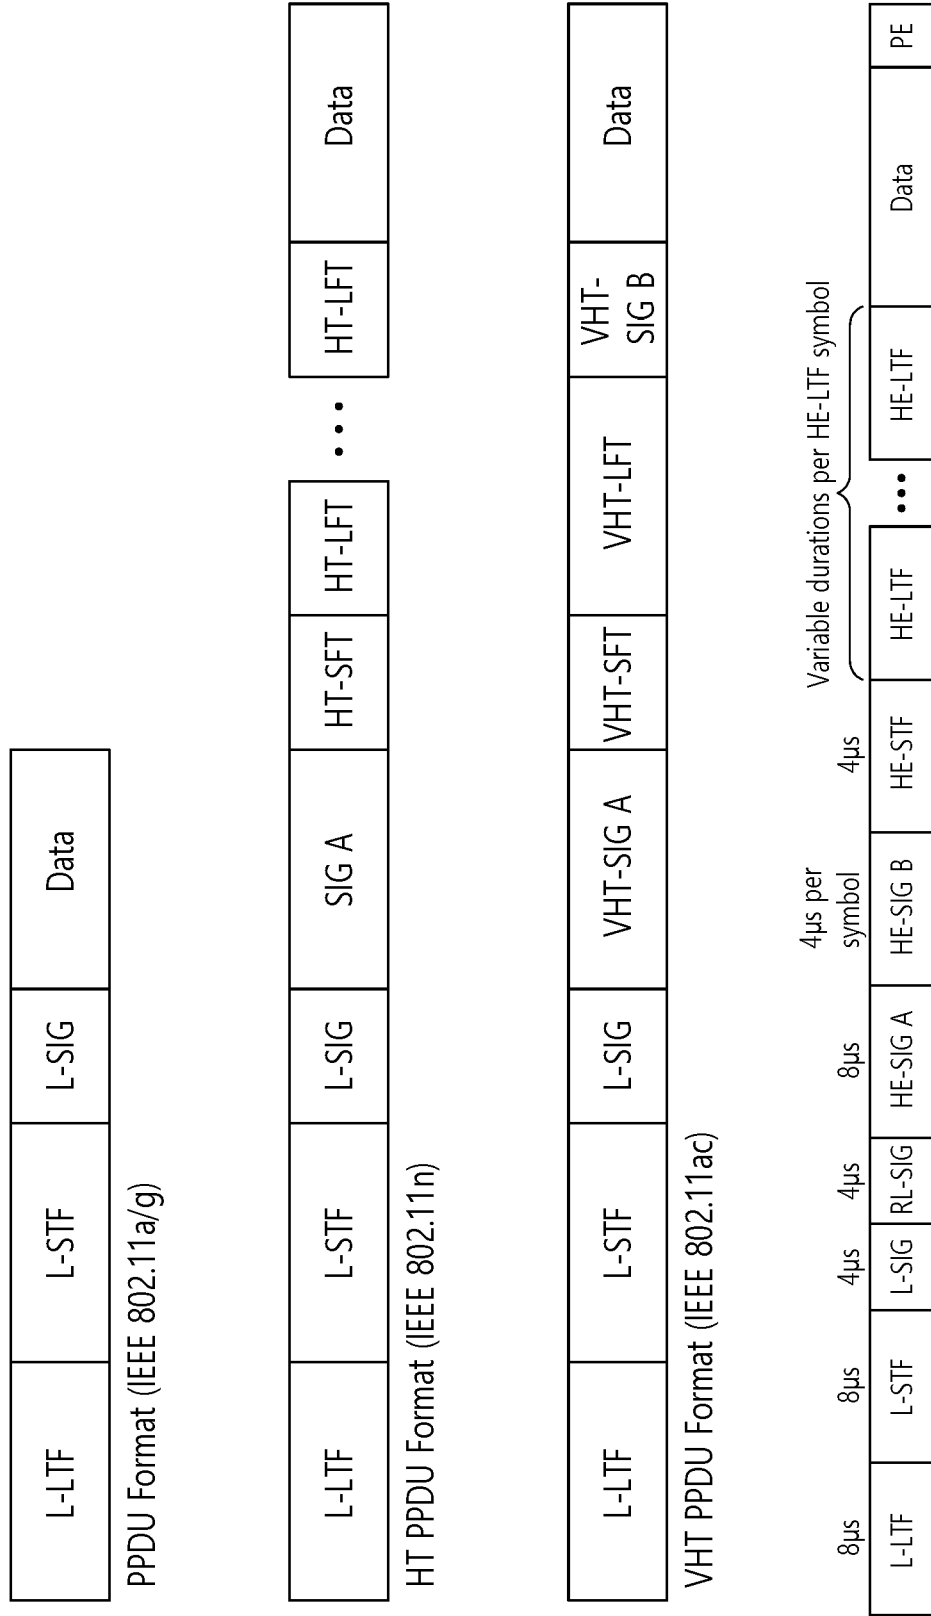 L-LTF
L-STF
L-SIG
Data
PPDU Format (IEEE 802.11a/g)
L-LTF
L-STF
L-SIG
SIG A
HT-SFT
HT-LFT
•••
HT-LFT
Data
HT PPDU Format (IEEE 802.11n)
L-LTF
L-STF
L-SIG
VHT-SIG A
VHT-SFT
VHT-LFT
VHT-
SIG B
Data
VHT PPDU Format (IEEE 802.11ac)
8μs
8μs
4μs
4μs
8μs
4μs per
symbol
4μs
Variable durations per HE-LTF symbol
L-LTF
L-STF
L-SIG
RL-SIG
HE-SIG A
HE-SIG B
HE-STF
HE-LTF
•••
HE-LTF
Data
PE